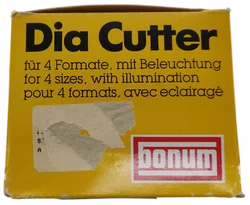 Dia Cutter
für 4 Formate, mit Beleuchtung
for 4 sizes, with illumination
pour 4 formats, avec eclairagé
bonum